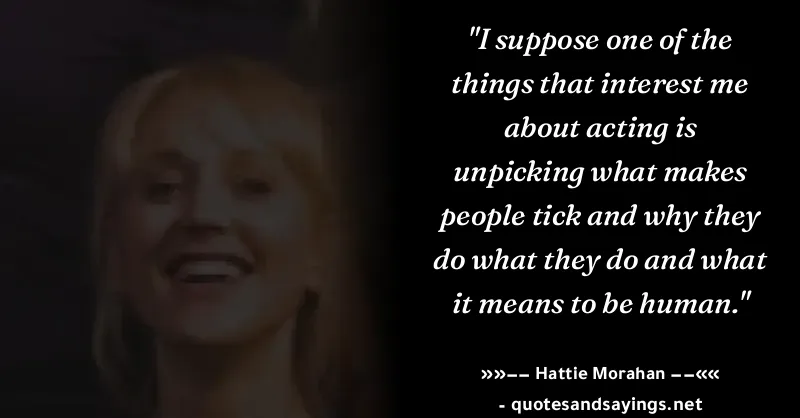 "I suppose one of the
things that interest me
about acting is
unpicking what makes
people tick and why they
do what they do and what
it means to be human."
»»−− Hattie Morahan −−««
- quotesandsayings.net